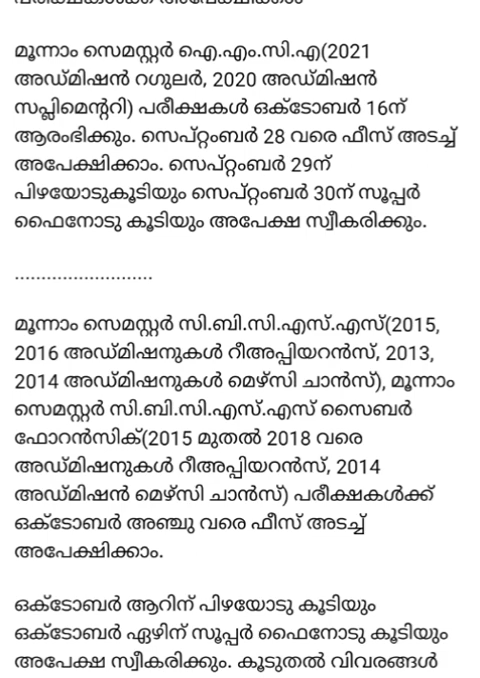 മൂന്നാം സെമസ്റ്റർ ഐ.എം.സി.എ(2021
അഡ്മിഷൻ റഗുലർ, 2020 അഡ്മിഷൻ
സപ്ലിമെന്ററി) പരീക്ഷകൾ ഒക്ടോബർ 16ന്
ആരംഭിക്കും. സെപ്റ്റംബർ 28 വരെ ഫീസ് അടച്ച്
അപേക്ഷിക്കാം. സെപ്റ്റംബർ 29ന്
പിഴയോടുകൂടിയും സെപ്റ്റംബർ 30ന് സൂപ്പർ
ഫൈനോടു കൂടിയും അപേക്ഷ സ്വീകരിക്കും.
..........................
മൂന്നാം സെമസ്റ്റർ സി.ബി.സി.എസ്.എസ്(2015,
2016 അഡ്മിഷനുകൾ റീഅപ്പിയറൻസ്, 2013,
2014 അഡ്മിഷനുകൾ മെഴ്സി ചാൻസ്), മൂന്നാം
സെമസ്റ്റർ സി.ബി.സി.എസ്.എസ് സൈബർ
ഫോറൻസിക്(2015 മുതൽ 2018 വരെ
അഡ്മിഷനുകൾ റീഅപ്പിയറൻസ്, 2014
അഡ്മിഷൻ മെഴ്സി ചാൻസ്) പരീക്ഷകൾക്ക്
ഒക്ടോബർ അഞ്ചു വരെ ഫീസ് അടച്ച്
അപേക്ഷിക്കാം.
ഒക്ടോബർ ആറിന് പിഴയോടു കൂടിയും
ഒക്ടോബർ ഏഴിന് സൂപ്പർ ഫൈനോടു കൂടിയും
അപേക്ഷ സ്വീകരിക്കും. കൂടുതൽ വിവരങ്ങൾ